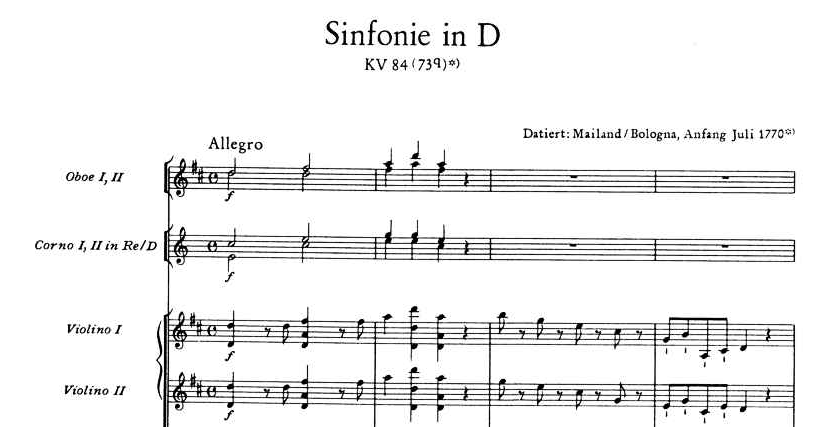 Sinfonie in D
KV 84 (73q)*)
Datiert: Mailand/Bologna, Anfang Juli 1770*)
Allegro
Oboe I, II
f
Corno I, II in Re/D
f
Violino I
f
Violino II
f